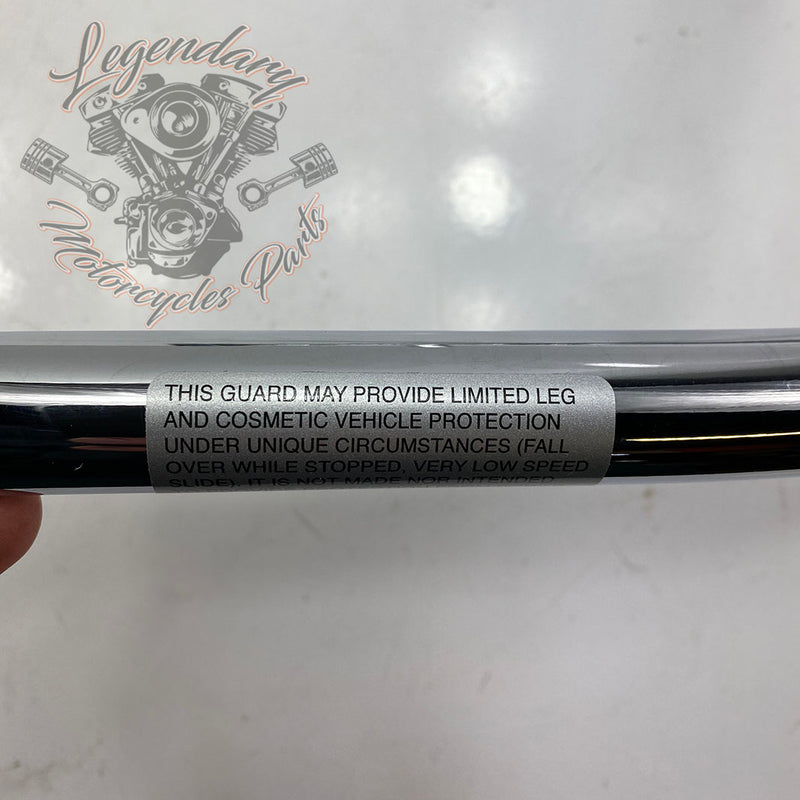 Legendary
Motorcycles Parts
THIS GUARD MAY PROVIDE LIMITED LEG
AND COSMETIC VEHICLE PROTECTION
UNDER UNIQUE CIRCUMSTANCES (FALL
OVER WHILE STOPPED, VERY LOW SPEED
SLIDE). IT IS NOT MADE NOR INTENDED